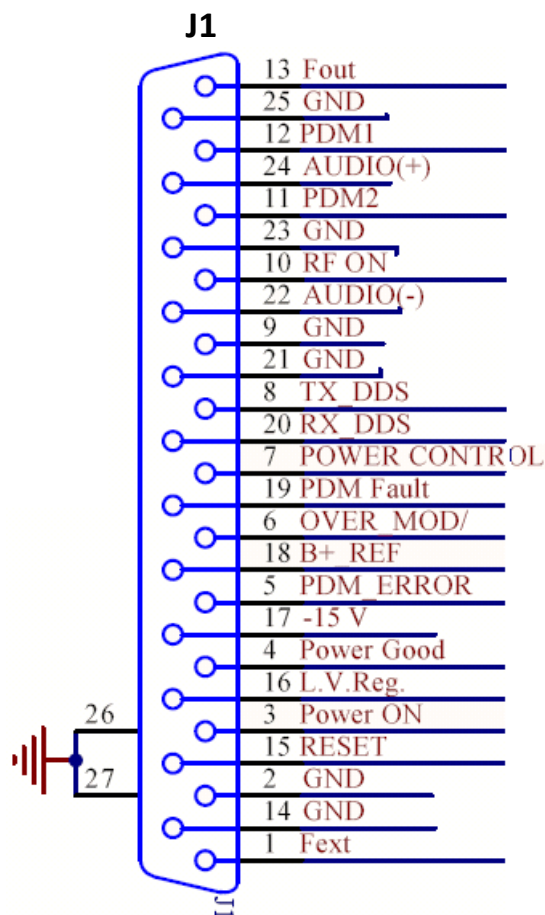 J1
13 Fout
25 GND
12 PDM1
24 AUDIO(+)
11 PDM2
23 GND
10 RF ON
22 AUDIO(-)
9 GND
21 GND
8 TX_DDS
20 RX_DDS
7 POWER CONTROL
19 PDM Fault
6 OVER_MOD/
18 B+_REF
5 PDM_ERROR
17 -15 V
4 Power Good
16 L.V.Reg.
26
3 Power ON
15 RESET
27
2 GND
14 GND
1 Fext
J1